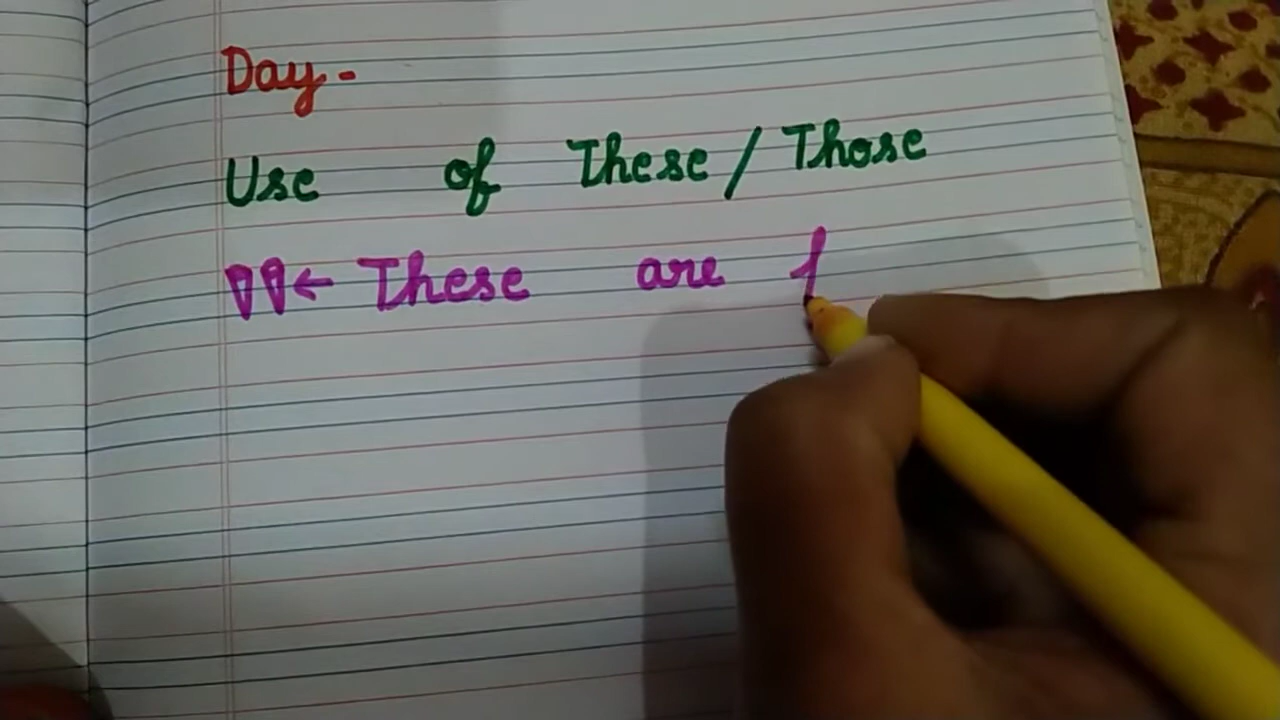 Day -
Use of These / Those
← These are